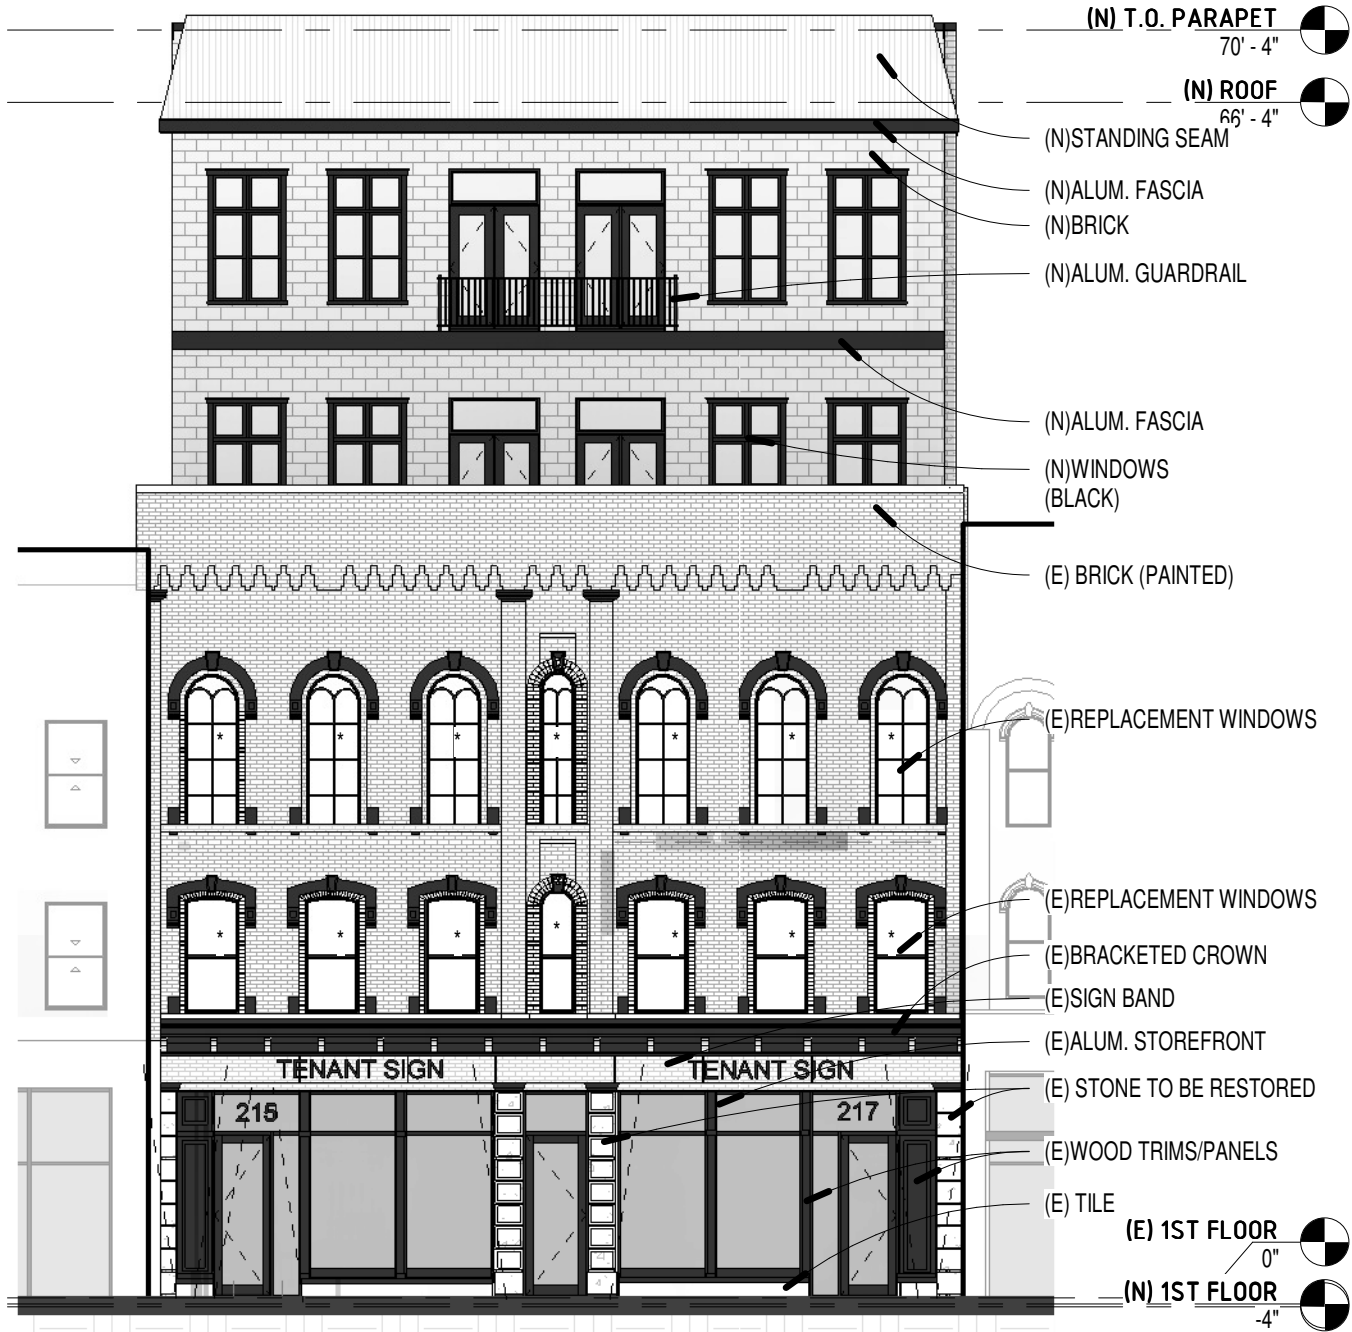 (N) T.O. PARAPET
70' - 4"
(N) ROOF
66' - 4"
(N)STANDING SEAM
(N)ALUM. FASCIA
(N)BRICK
(N)ALUM. GUARDRAIL
(N)ALUM. FASCIA
(N)WINDOWS
(BLACK)
(E) BRICK (PAINTED)
(E)REPLACEMENT WINDOWS
(E)REPLACEMENT WINDOWS
(E)BRACKETED CROWN
(E)SIGN BAND
(E)ALUM. STOREFRONT
TENANT SIGN
TENANT SIGN
(E) STONE TO BE RESTORED
215
217
(E)WOOD TRIMS/PANELS
(E) TILE
(E) 1ST FLOOR
0"
(N) 1ST FLOOR
-4"